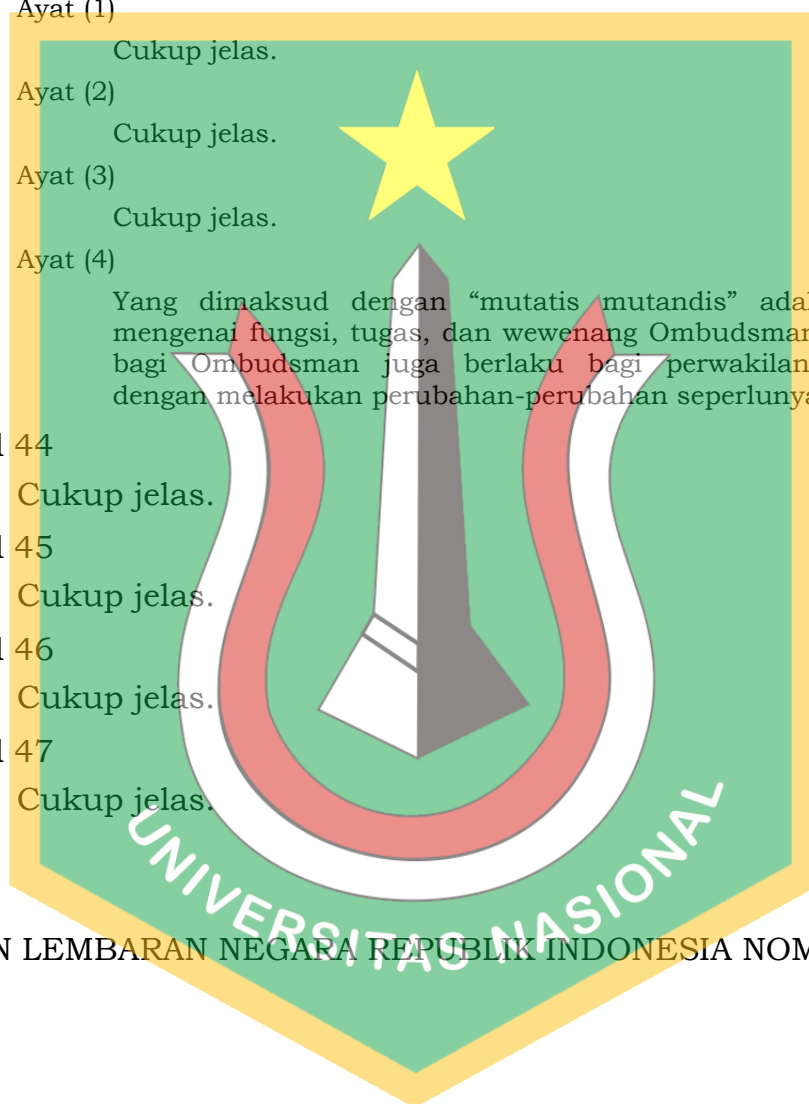 Ayat (1)
Cukup jelas.
Ayat (2)
Cukup jelas.
Ayat (3)
Cukup jelas.
Ayat (4)
Yang dimaksud dengan “mutatis mutandis”
mengenai fungsi, tugas, dan wewenang Ombudsman
bagi Ombudsman juga berlaku bagi perwakilan
dengan melakukan perubahan-perubahan seperlunya
44
Cukup jelas.
45
Cukup jelas.
46
Cukup jelas.
47
Cukup jelas.
LEMBARAN NEGARA REPUBLIK INDONESIA
UNIVERSITAS NASIONAL